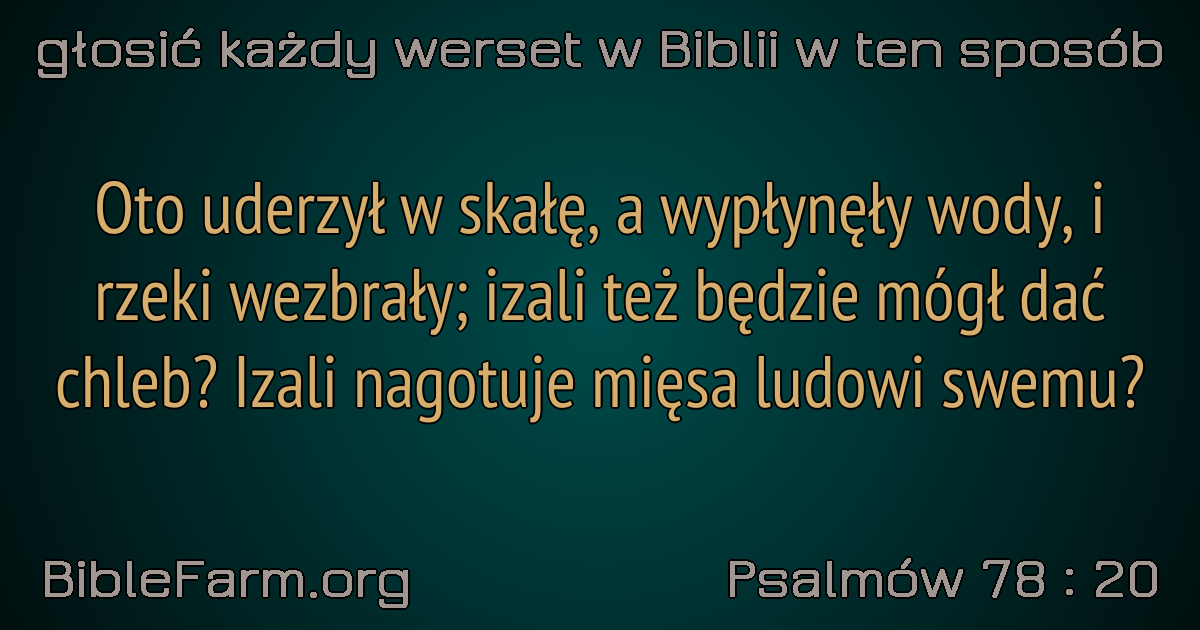 głosić każdy werset w Biblii w ten sposób
Oto uderzył w skałę, a wypłynęły wody, i
rzeki wezbrały; izali też będzie mógł dać
chleb? Izali nagotuje mięsa ludowi swemu?
BibleFarm.org
Psalmów 78 : 20